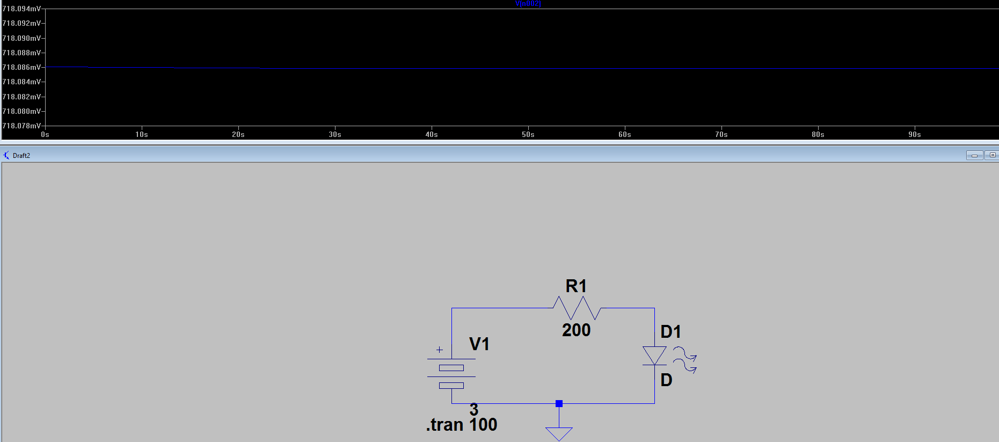 V(n002)
718.094mV
718.092mV
718.090mV
718.088mV
718.086mV
718.084mV
718.082mV
718.080mV
718.078mV
0s 10s 20s 30s 40s 50s 60s 70s 80s 90s
Draft2
R1
200
D1
V1
+
D
3
.tran 100